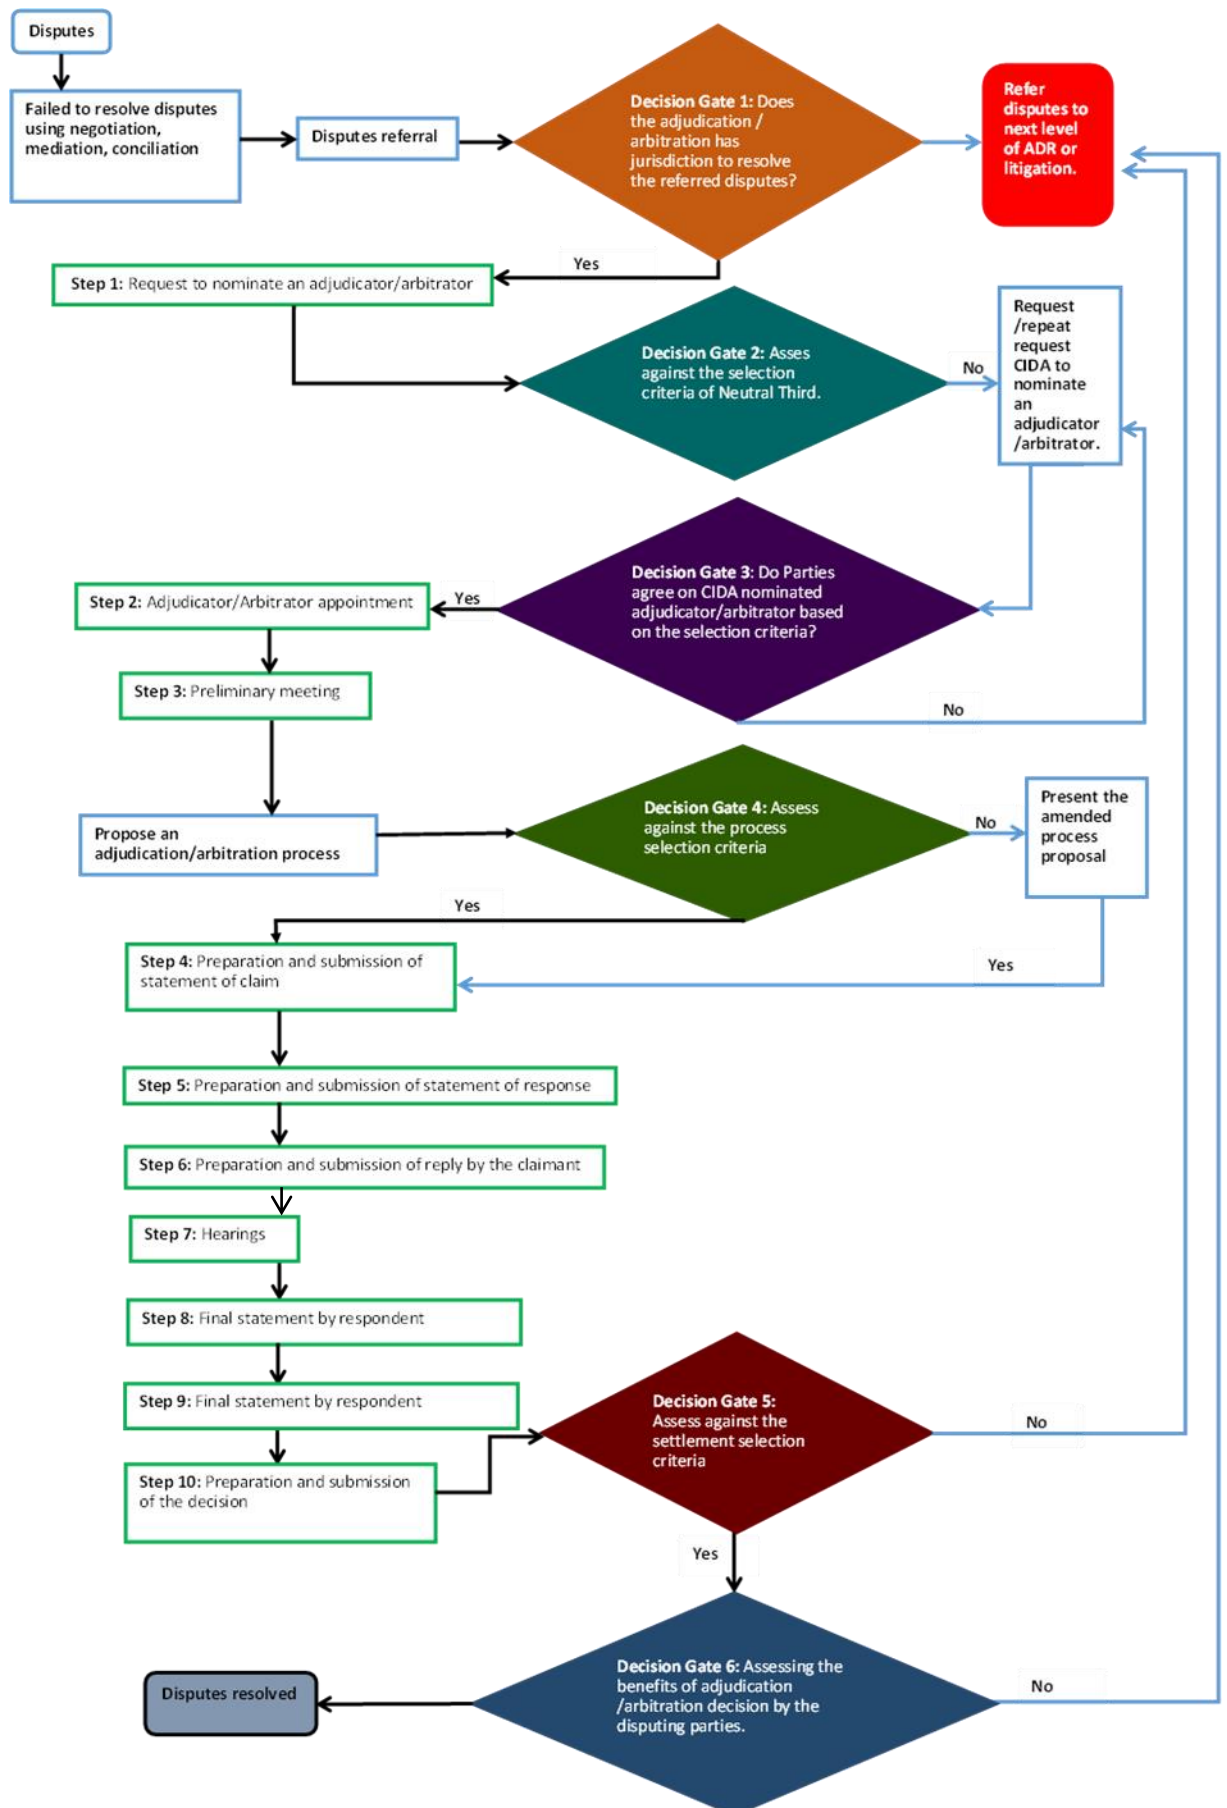 Disputes
Failed to resolve disputes
using negotiation,
mediation, conciliation
Disputes referral
Decision Gate 1: Does
the adjudication /
arbitration has
jurisdiction to resolve
the referred disputes?
Refer
disputes to
next level
of ADR or
litigation.
Yes
Step 1: Request to nominate an adjudicator/arbitrator
Decision Gate 2: Asses
against the selection
criteria of Neutral Third.
No
Request
/repeat
request
CIDA to
nominate
an
adjudicator
/arbitrator.
Decision Gate 3: Do Parties
agree on CIDA nominated
adjudicator/arbitrator based
on the selection criteria?
Yes
Step 2: Adjudicator/Arbitrator appointment
Step 3: Preliminary meeting
No
Propose an
adjudication/arbitration process
Decision Gate 4: Assess
against the process
selection criteria
No
Present the
amended
process
proposal
Yes
Step 4: Preparation and submission of
statement of claim
Yes
Step 5: Preparation and submission of statement of response
Step 6: Preparation and submission of reply by the claimant
Step 7: Hearings
Step 8: Final statement by respondent
Step 9: Final statement by respondent
Step 10: Preparation and submission
of the decision
Decision Gate 5:
Assess against the
settlement selection
criteria
No
Yes
Decision Gate 6: Assessing the
benefits of adjudication
/arbitration decision by the
disputing parties.
No
Disputes resolved